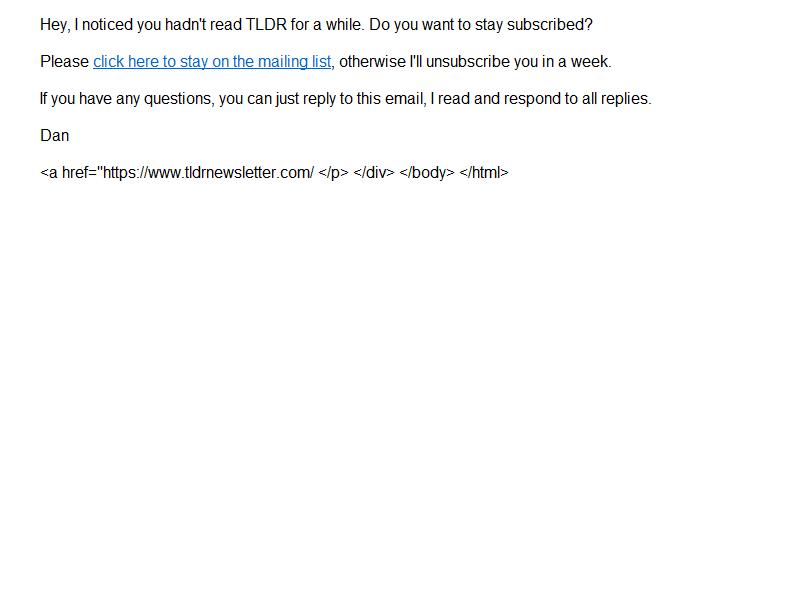 Hey, I noticed you hadn't read TLDR for a while. Do you want to stay subscribed?
Please click here to stay on the mailing list, otherwise I'll unsubscribe you in a week.
If you have any questions, you can just reply to this email, I read and respond to all replies.
Dan
<a href="https://www.tldrnewsletter.com/ </p> </div> </body> </html>